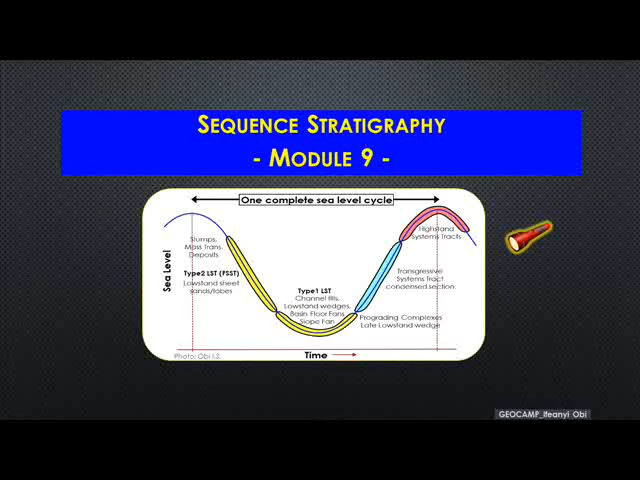 SEQUENCE STRATIGRAPHY
- MODULE 9 -
One complete sea level cycle
Highstand
Systems Tracts
Slumps,
Mass Trans.
Deposits
Type2 LST (FSST)
Lowstand sheet
sands/lobes
Sea Level
Type1 LST
Channel fills,
Lowstand wedges,
Basin Floor Fans
Slope Fan
Transgressive
Systems Tract
condensed section.
Prograding Complexes
Late Lowstand wedge
Photo: Obi I.S.
Time
GEOCAMP_Ifeanyi Obi